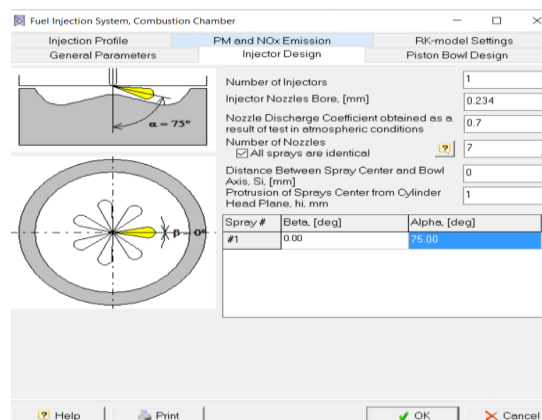 Fuel Injection System, Combustion Chamber
Injection Profile
PM and NOx Emission
RK-model Settings
General Parameters
Injector Design
Piston Bowl Design
α = 75°
β = 0°
Number of Injectors
1
Injector Nozzles Bore, [mm]
0.234
Nozzle Discharge Coefficient obtained as a
result of test in atmospheric conditions
0.7
Number of Nozzles
All sprays are identical
?
7
Distance Between Spray Center and Bowl
Axis, Si, [mm]
0
Protrusion of Sprays Center from Cylinder
Head Plane, hi, mm
1
Spray # Beta, [deg] Alpha, [deg]
#1 0.00 75.00
? Help
Print
OK
Cancel